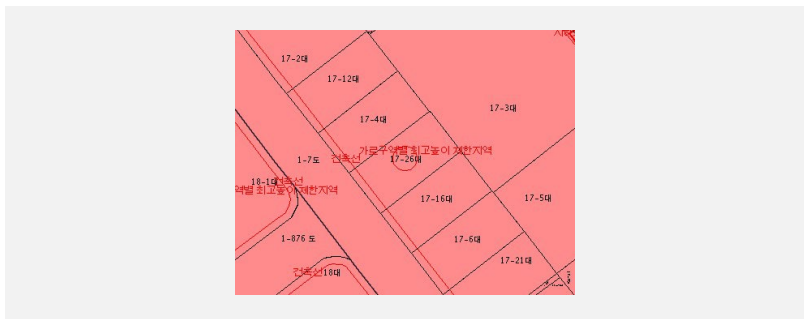 17-2대
17-12대
17-3대
17-4대
가로구역별 최고높이 제한지역
1-7도
건축선
17-26대
18-1대
건축선
역별 최고높이 제한지역
17-16대
17-5대
1-876 도
17-6대
17-21대
건축선
18대